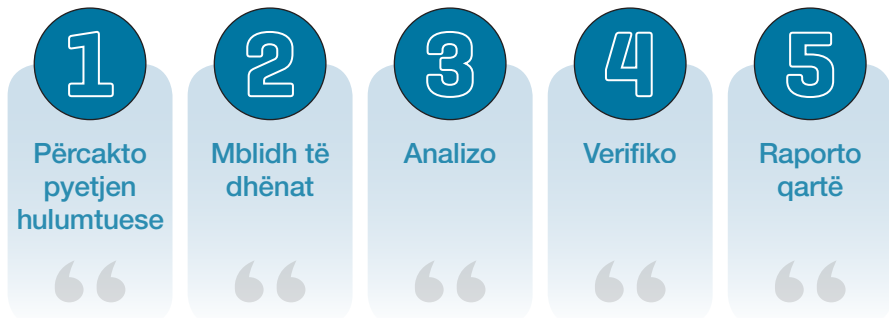 1
Përcakto
pyetjen
hulumtuese
2
Mblidh të
dhënat
3
Analizo
4
Verifiko
5
Raporto
qartë